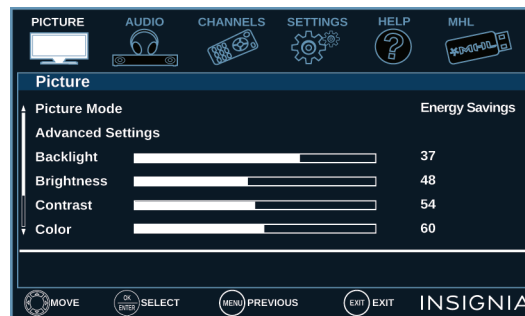 PICTURE AUDIO CHANNELS SETTINGS HELP MHL
MHL
Picture
Picture Mode Energy Savings
Advanced Settings
Backlight 37
Brightness 48
Contrast 54
Color 60
MOVE OK ENTER SELECT MENU PREVIOUS EXIT EXIT INSIGNIA